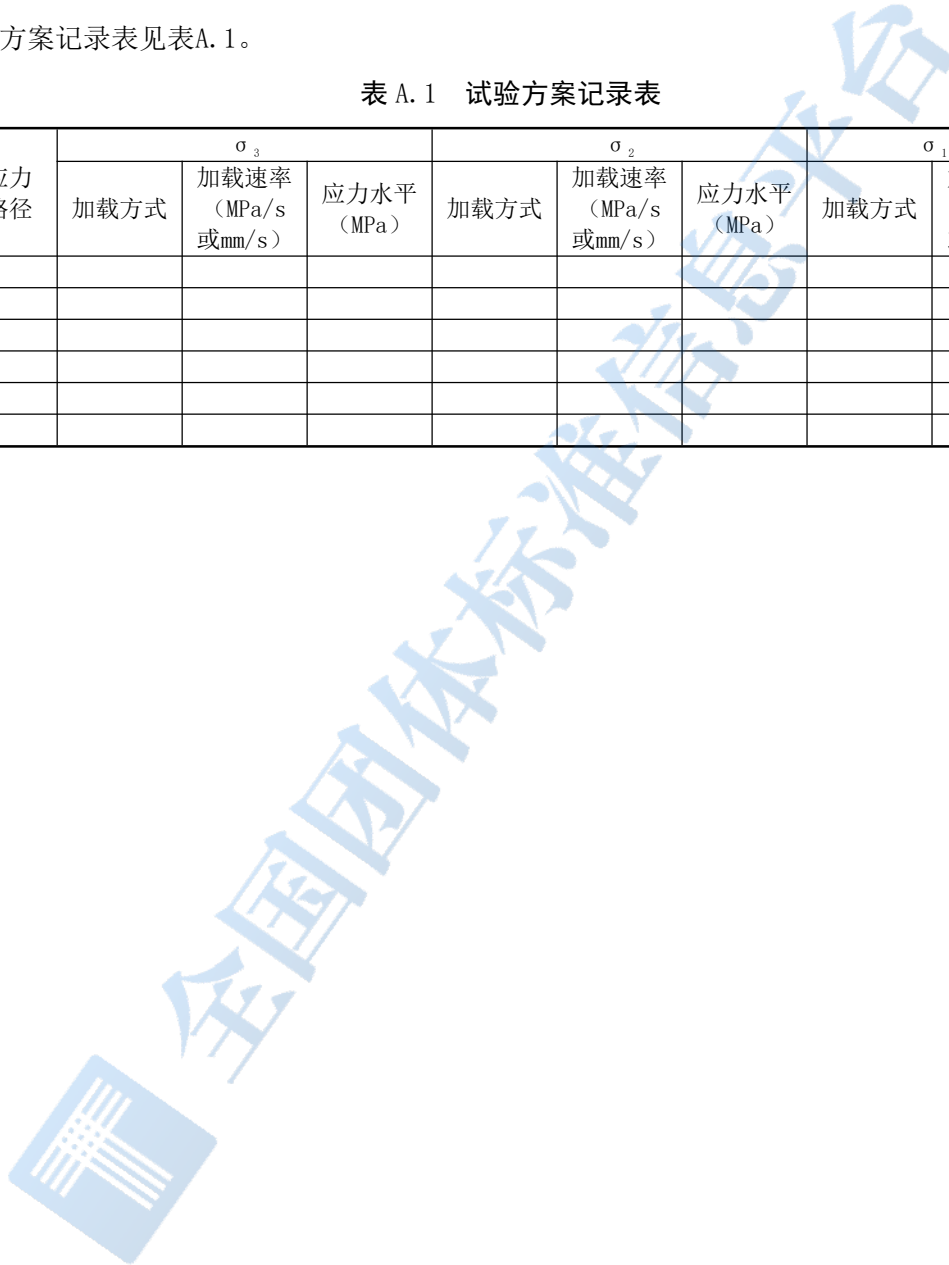 方案记录表见表A.1。
表 A.1 试验方案记录表
σ3 σ2 σ1
应力
路径
加载方式 加载速率
(MPa/s
或mm/s)
应力水平
(MPa)
加载方式 加载速率
(MPa/s
或mm/s)
应力水平
(MPa)
加载方式
全国团体标准信息平台